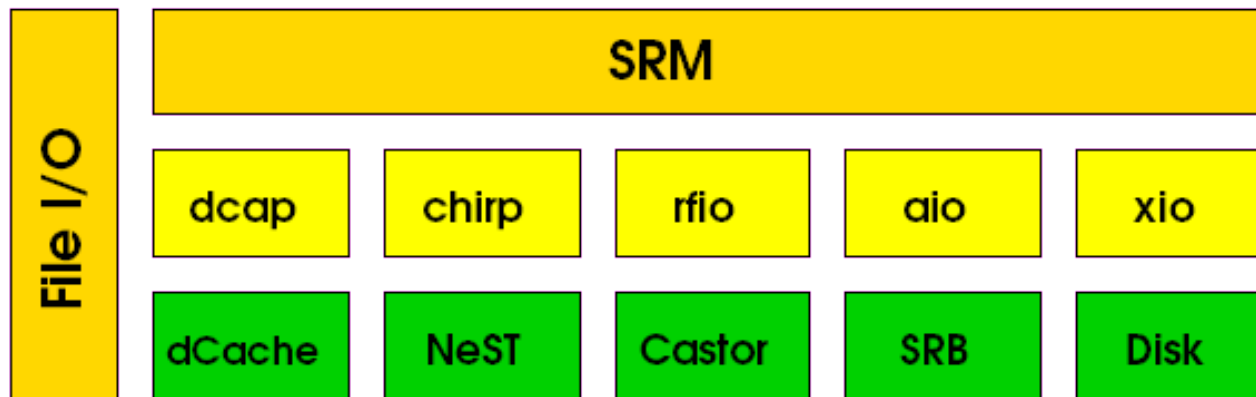 File I/O
SRM
dcap chirp rfio aio xio
dCache NeST Castor SRB Disk